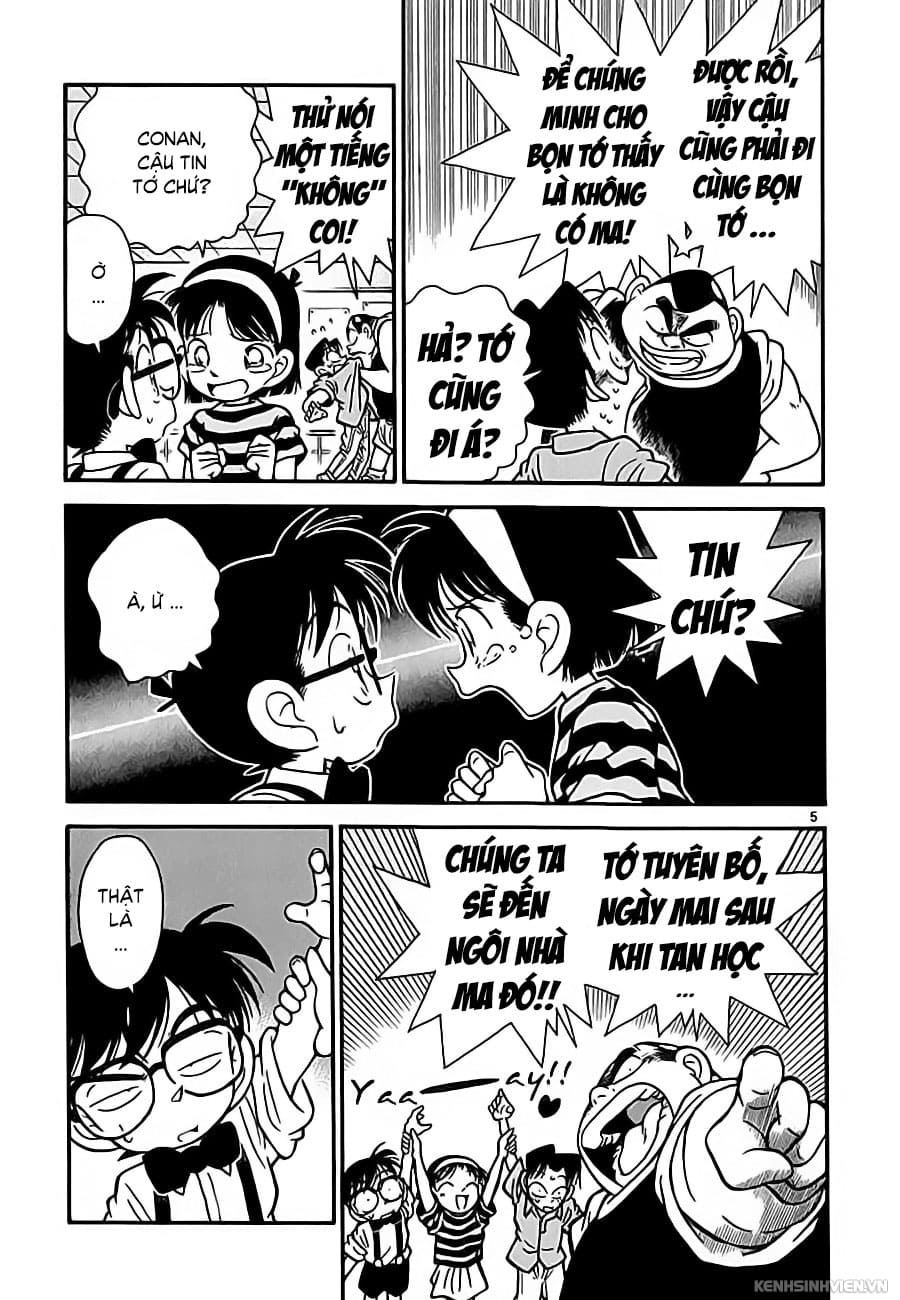 ĐƯỢC RỒI,
VẬY CẬU
CŨNG PHẢI ĐI
CÙNG BỌN
TỚ ...
ĐỂ CHỨNG
MINH CHO
BỌN TỚ THẤY
LÀ KHÔNG
CÓ MA!
HẢ? TỚ
CŨNG
ĐI Á?
THỬ NÓI
MỘT TIẾNG
"KHÔNG"
COI!
CONAN,
CẬU TIN
TỚ CHỨ?
Ờ
...
TIN
CHỨ?
À, Ừ ...
5
TỚ TUYÊN BỐ,
NGÀY MAI SAU
KHI TAN HỌC
...
CHÚNG TA
SẼ ĐẾN
NGÔI NHÀ
MA ĐÓ!!
Yaa—ay!!
THẬT
LÀ
...
KENHSINHVIEN.VN